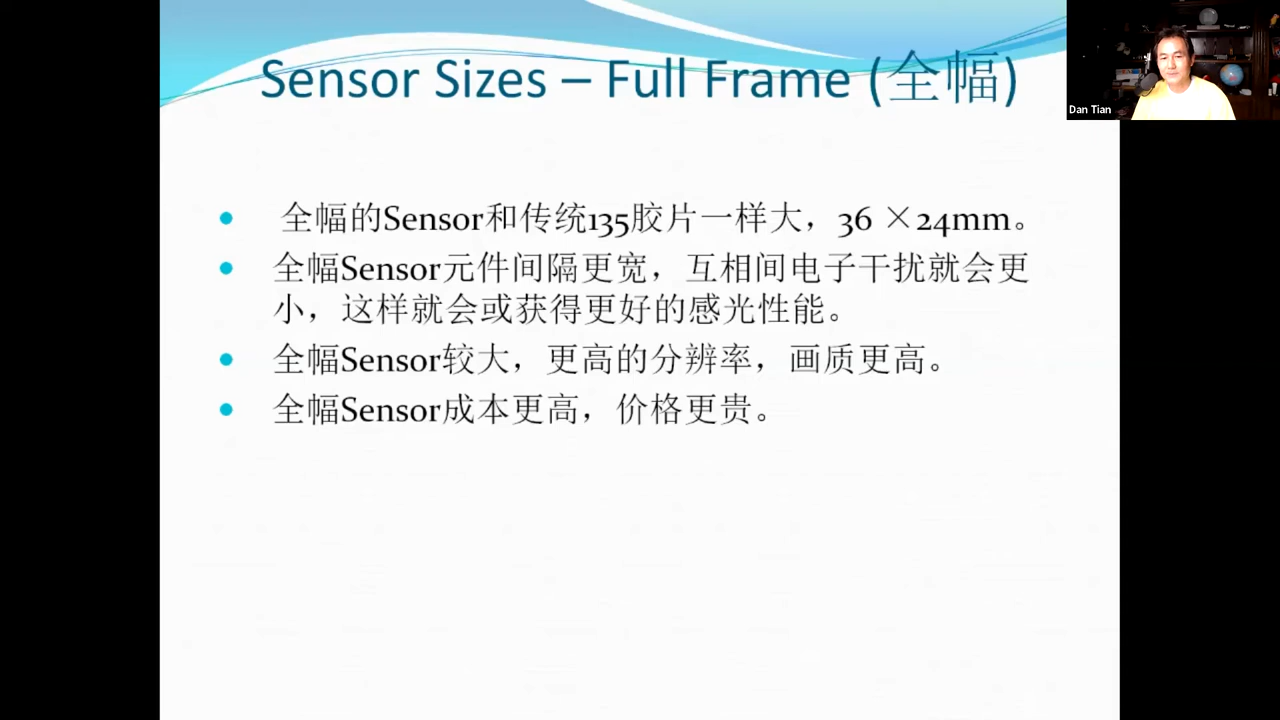 Sensor Sizes – Full Frame (全幅)
Dan Tian
全幅的Sensor和传统135胶片一样大，36 ×24mm。
全幅Sensor元件间隔更宽，互相间电子干扰就会更
小，这样就会或获得更好的感光性能。
全幅Sensor较大，更高的分辨率，画质更高。
全幅Sensor成本更高，价格更贵。